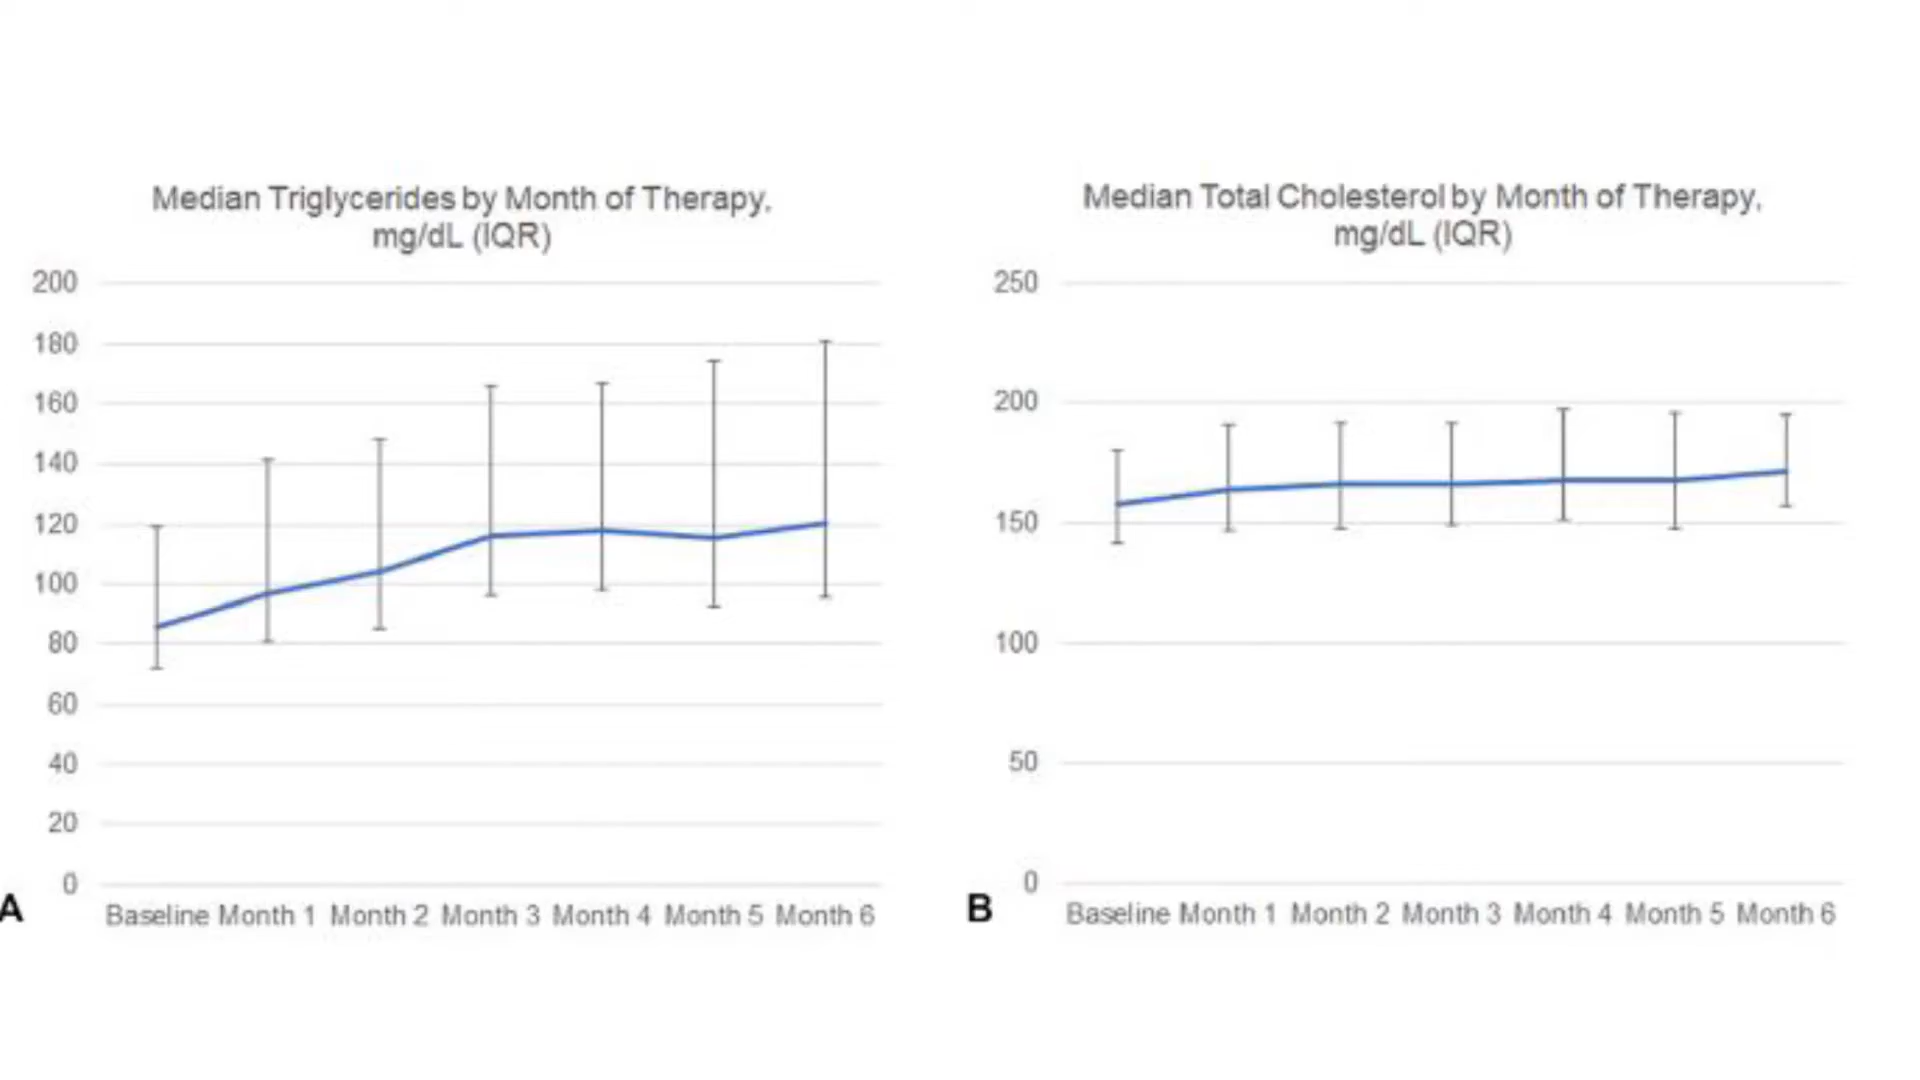 Median Triglycerides by Month of Therapy,
mg/dL (IQR)
200
180
160
140
120
100
80
60
40
20
0
Baseline Month 1 Month 2 Month 3 Month 4 Month 5 Month 6
A
Median Total Cholesterol by Month of Therapy,
mg/dL (IQR)
250
200
150
100
50
0
Baseline Month 1 Month 2 Month 3 Month 4 Month 5 Month 6
B